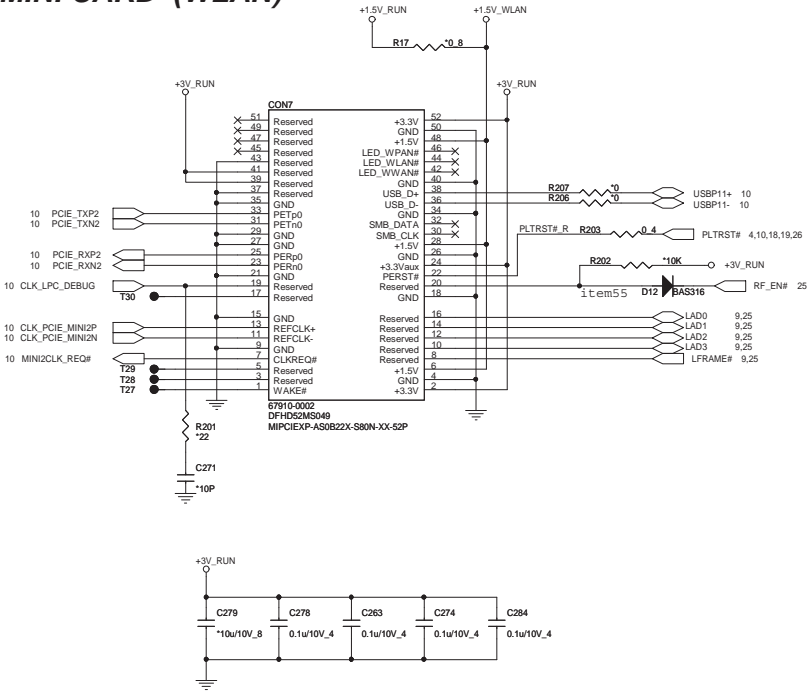 MINI CARD (WLAN)
+1.5V_RUN
+1.5V_WLAN
R17
*0_8
+3V_RUN
+3V_RUN
CON7
51 Reserved +3.3V 52
49 Reserved GND 50
47 Reserved +1.5V 48
45 Reserved LED_WPAN# 46
43 Reserved LED_WLAN# 44
41 Reserved LED_WWAN# 42
39 Reserved GND 40
37 Reserved USB_D+ 38 R207 *0 USBP11+ 10
35 GND USB_D- 36 R206 *0 USBP11- 10
10 PCIE_TXP2 33 PETp0 GND 34
10 PCIE_TXN2 31 PETn0 SMB_DATA 32
29 GND SMB_CLK 30 PLTRST#_R R203 0_4 PLTRST# 4,10,18,19,26
27 GND +1.5V 28
10 PCIE_RXP2 25 PERp0 GND 26
10 PCIE_RXN2 23 PERn0 +3.3Vaux 24 R202 *10K +3V_RUN
21 GND PERST# 22
10 CLK_LPC_DEBUG 19 Reserved Reserved 20 item55 D12 BAS316 RF_EN# 25
T30 17 Reserved GND 18
15 GND Reserved 16 LAD0 9,25
10 CLK_PCIE_MINI2P 13 REFCLK+ Reserved 14 LAD1 9,25
10 CLK_PCIE_MINI2N 11 REFCLK- Reserved 12 LAD2 9,25
9 GND Reserved 10 LAD3 9,25
10 MINI2CLK_REQ# 7 CLKREQ# Reserved 8 LFRAME# 9,25
T29 5 Reserved +1.5V 6
T28 3 Reserved GND 4
T27 1 WAKE# +3.3V 2
67910-0002
DFHD52MS049
MIPCIEXP-AS0B22X-S80N-XX-52P
R201
*22
C271
*10P
+3V_RUN
C279 C278 C263 C274 C284
*10u/10V_8 0.1u/10V_4 0.1u/10V_4 0.1u/10V_4 0.1u/10V_4